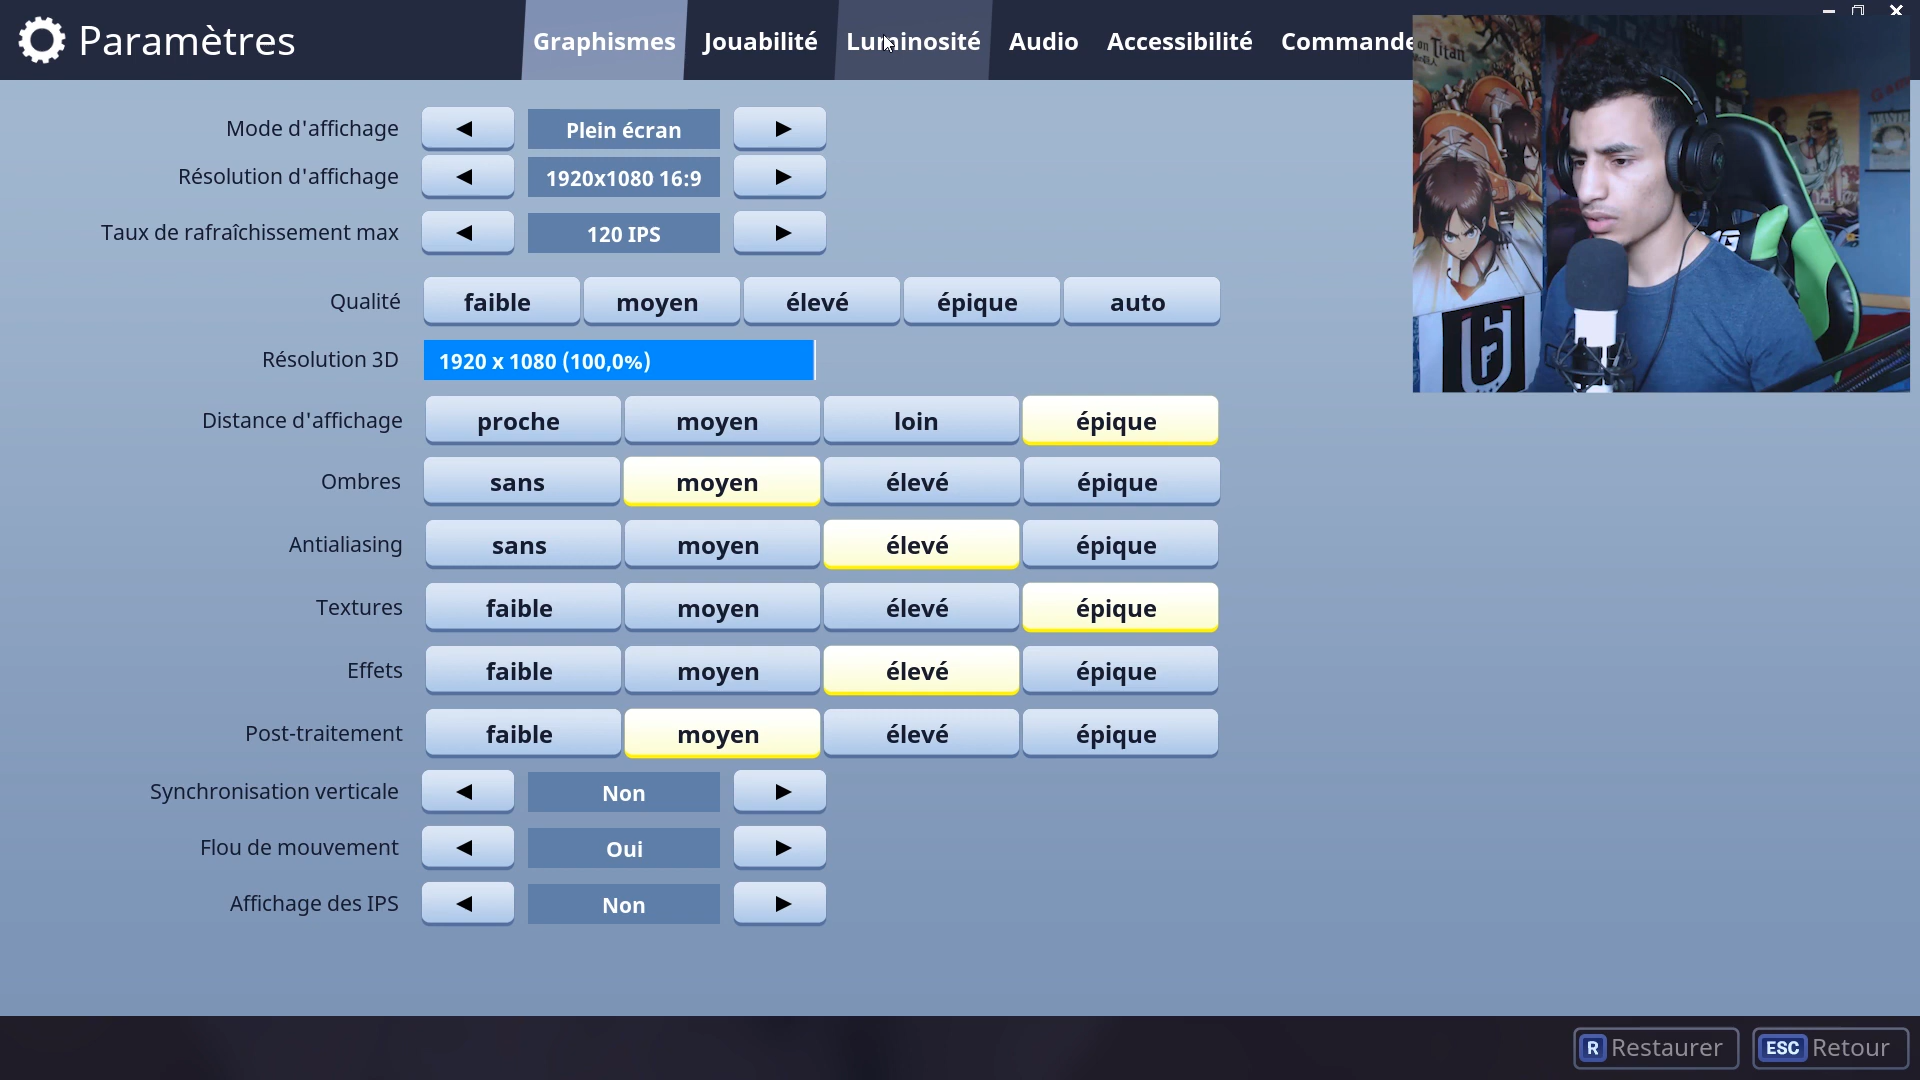 Paramètres
Graphismes
Jouabilité
Luminosité
Audio
Accessibilité
Commande
Mode d'affichage
Plein écran
Résolution d'affichage
1920x1080 16:9
Taux de rafraîchissement max
120 IPS
Qualité
faible
moyen
élevé
épique
auto
Résolution 3D
1920 x 1080 (100,0%)
Distance d'affichage
proche
moyen
loin
épique
Ombres
sans
moyen
élevé
épique
Antialiasing
sans
moyen
élevé
épique
Textures
faible
moyen
élevé
épique
Effets
faible
moyen
élevé
épique
Post-traitement
faible
moyen
élevé
épique
Synchronisation verticale
Non
Flou de mouvement
Oui
Affichage des IPS
Non
R Restaurer
ESC Retour
on Titan
WANTED